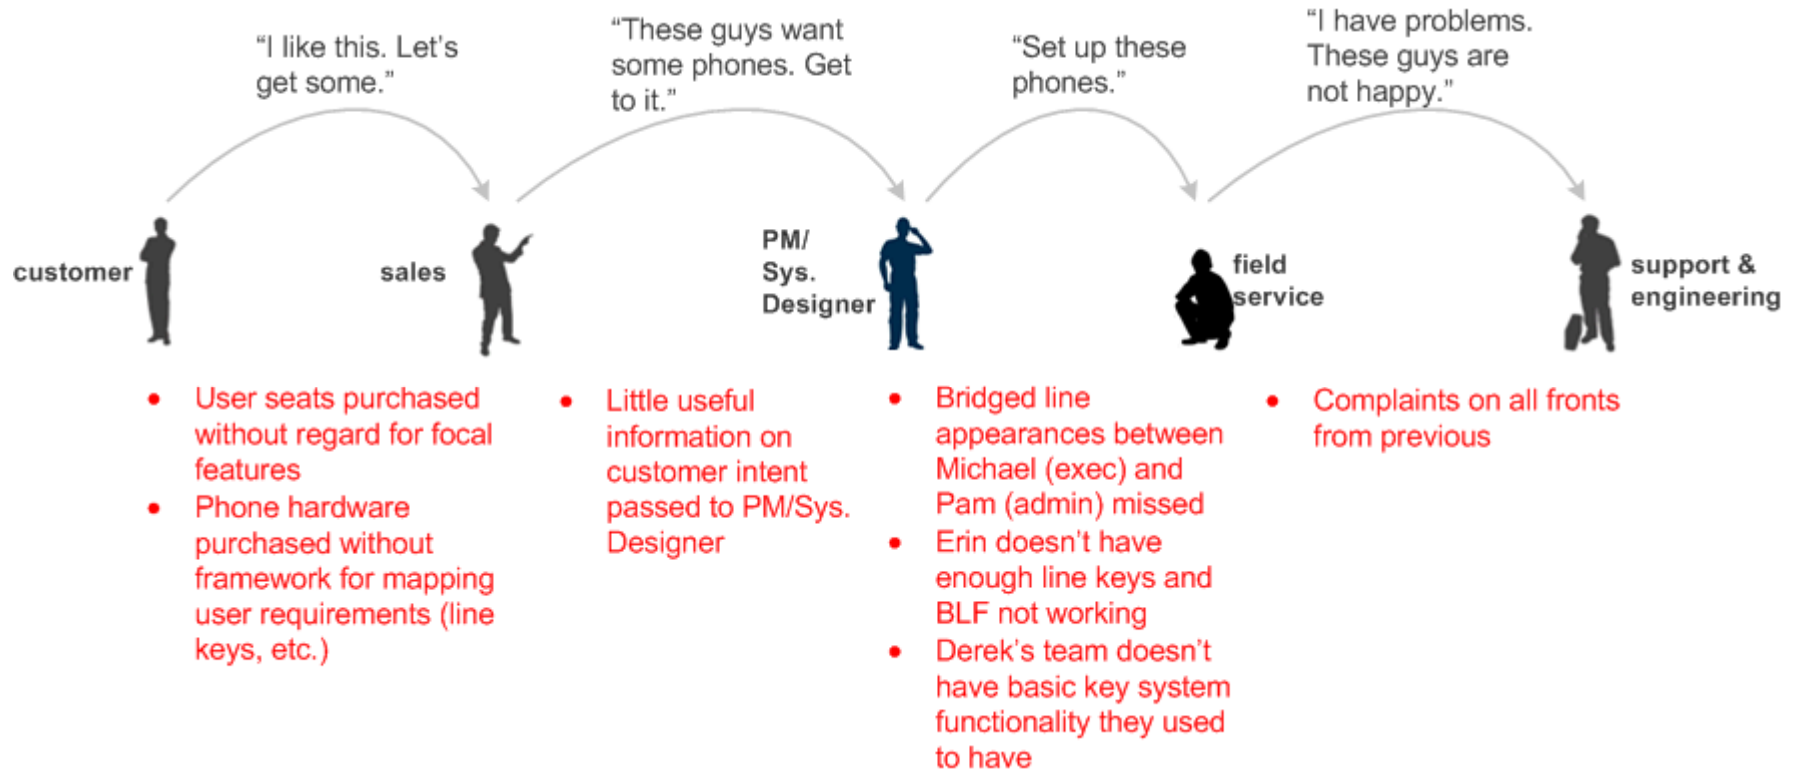 “I like this. Let’s
get some.”
“These guys want
some phones. Get
to it.”
“Set up these
phones.”
“I have problems.
These guys are
not happy.”
customer
sales
PM/
Sys.
Designer
field
service
support &
engineering
• User seats purchased
without regard for focal
features
• Phone hardware
purchased without
framework for mapping
user requirements (line
keys, etc.)
• Little useful
information on
customer intent
passed to PM/Sys.
Designer
• Bridged line
appearances between
Michael (exec) and
Pam (admin) missed
• Erin doesn’t have
enough line keys and
BLF not working
• Derek’s team doesn’t
have basic key system
functionality they used
to have
• Complaints on all fronts
from previous